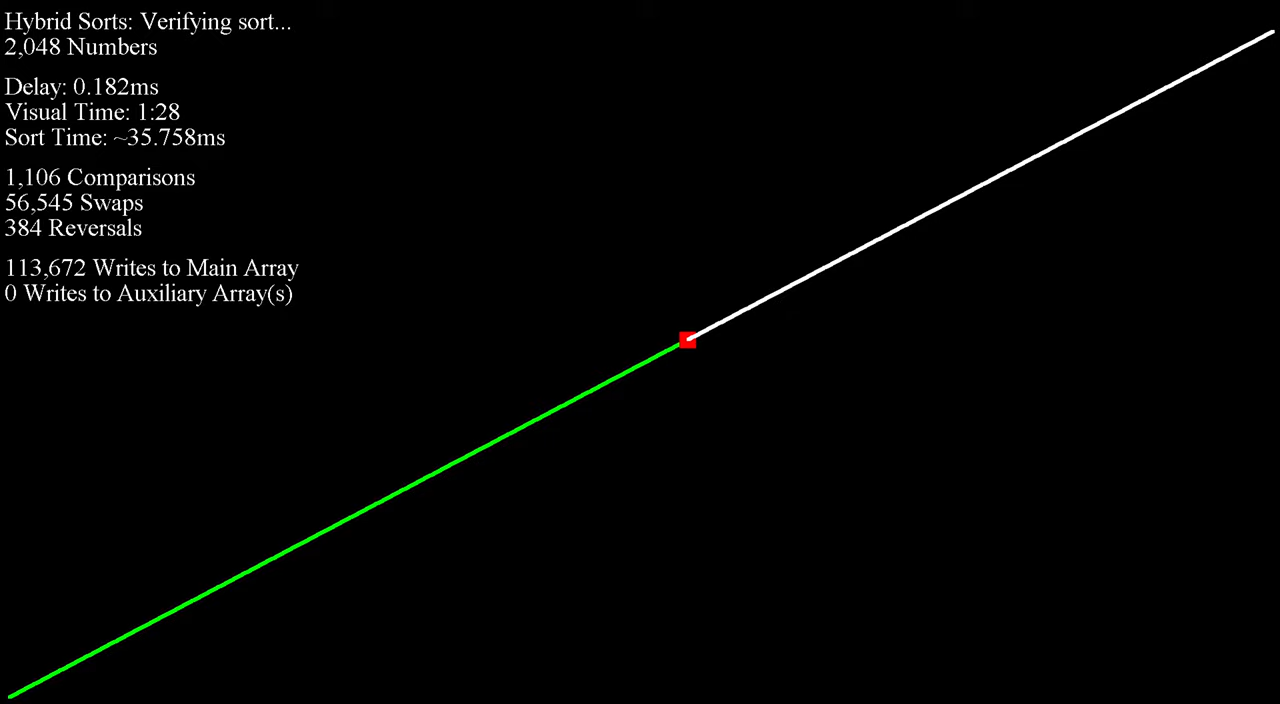 Hybrid Sorts: Verifying sort...
2,048 Numbers
Delay: 0.182ms
Visual Time: 1:28
Sort Time: ~35.758ms
1,106 Comparisons
56,545 Swaps
384 Reversals
113,672 Writes to Main Array
0 Writes to Auxiliary Array(s)